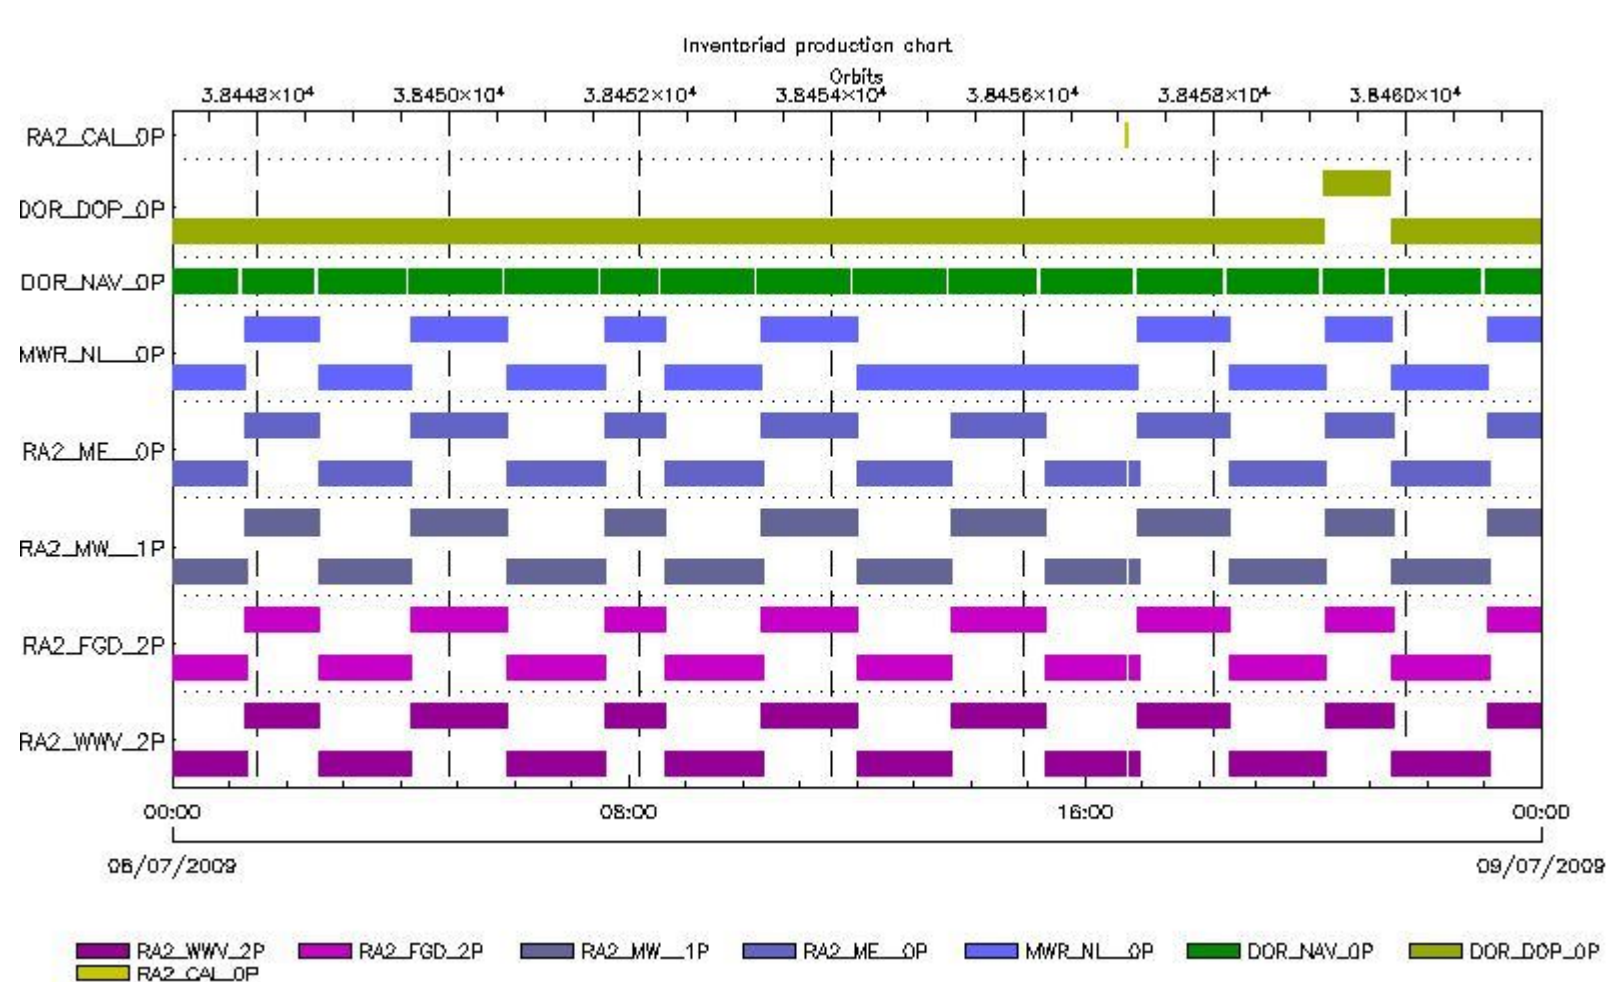 Inventoried production chart
Orbits
3.8448×10⁴ 3.8450×10⁴ 3.8452×10⁴ 3.8454×10⁴ 3.8456×10⁴ 3.8458×10⁴ 3.8460×10⁴
RA2_CAL_0P
DOR_DOP_0P
DOR_NAV_0P
MWR_NL__0P
RA2_ME__0P
RA2_MW__1P
RA2_FGD_2P
RA2_WWV_2P
00:00 08:00 16:00 00:00
08/07/2009 09/07/2009
RA2_WWV_2P RA2_FGD_2P RA2_MW__1P RA2_ME__0P MWR_NL__0P DOR_NAV_0P DOR_DOP_0P
RA2_CAL_0P